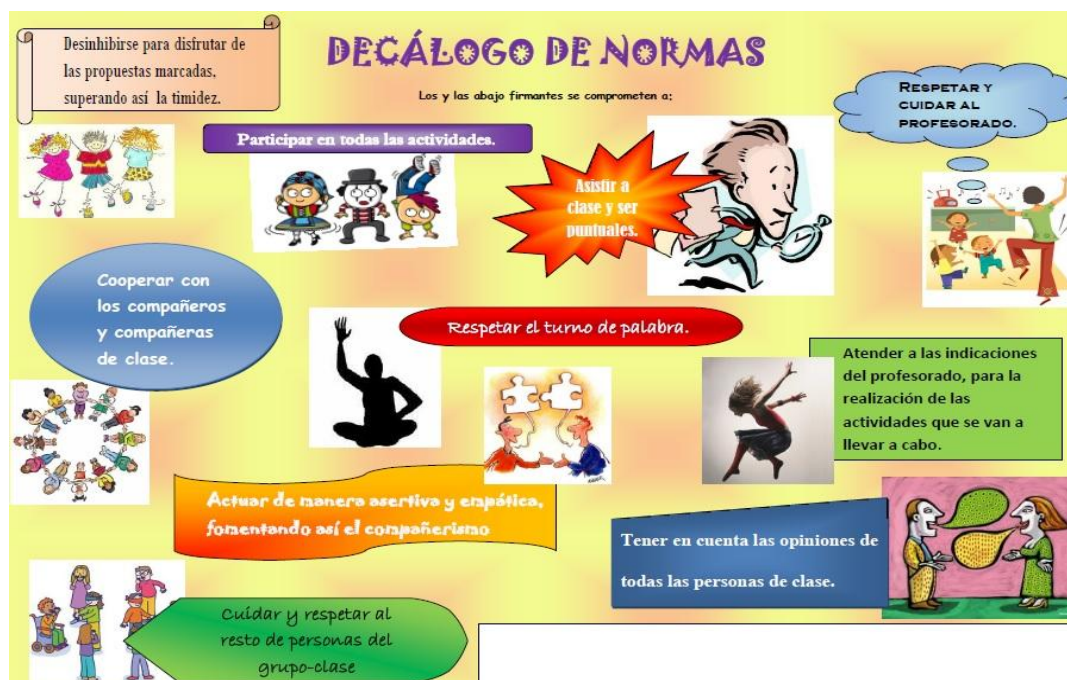 DECÁLOGO DE NORMAS
Los y las abajo firmantes se comprometen a:
Desinhibirse para disfrutar de
las propuestas marcadas,
superando así la timidez.
Participar en todas las actividades.
Asistir a
clase y ser
puntuales.
RESPETAR Y
CUIDAR AL
PROFESORADO.
Cooperar con
los compañeros
y compañeras
de clase.
Respetar el turno de palabra.
Atender a las indicaciones
del profesorado, para la
realización de las
actividades que se van a
llevar a cabo.
Actuar de manera asertiva y empática,
fomentando así el compañerismo
Tener en cuenta las opiniones de
todas las personas de clase.
Cuidar y respetar al
resto de personas del
grupo-clase